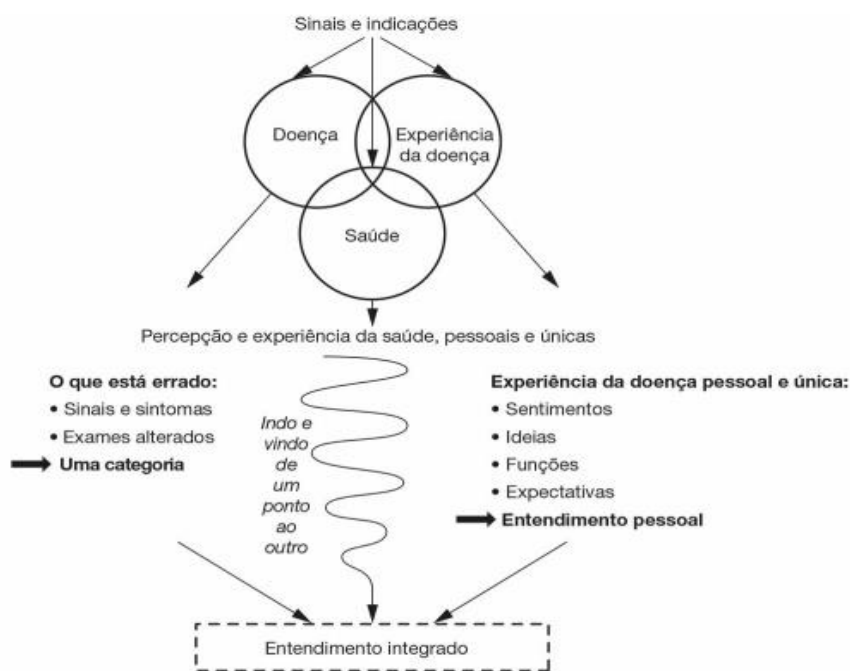 Sinais e indicações
Doença
Experiência
da doença
Saúde
Percepção e experiência da saúde, pessoais e únicas
O que está errado:
• Sinais e sintomas
• Exames alterados
Uma categoria
Indo e
vindo
de
um
ponto
ao
outro
Experiência da doença pessoal e única:
• Sentimentos
• Ideias
• Funções
• Expectativas
Entendimento pessoal
Entendimento integrado